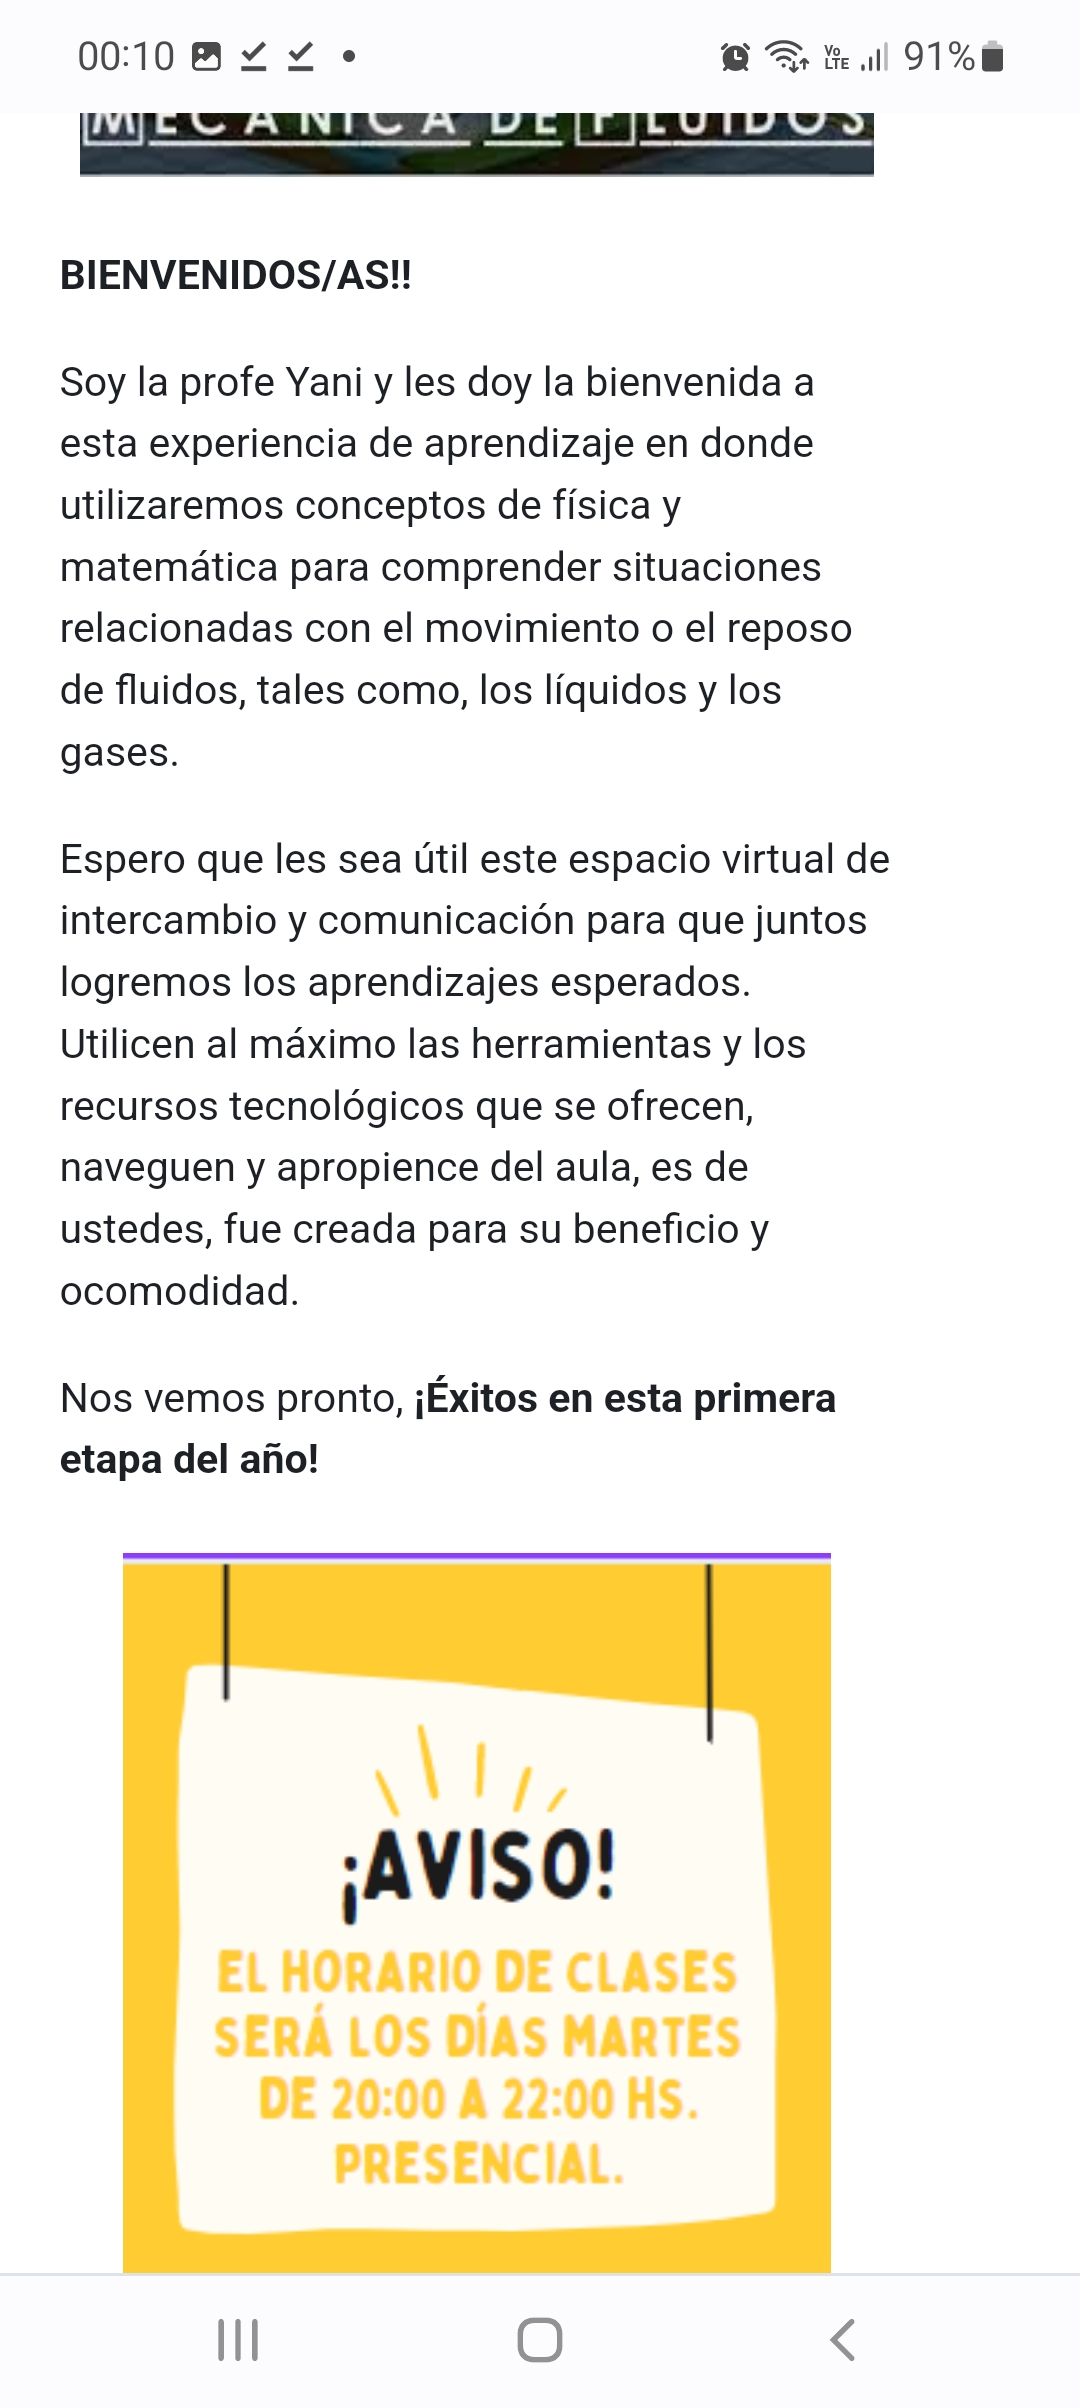 00:10
Vo
LTE
91%
MECÁNICA DE FLUIDOS
BIENVENIDOS/AS!!
Soy la profe Yani y les doy la bienvenida a
esta experiencia de aprendizaje en donde
utilizaremos conceptos de física y
matemática para comprender situaciones
relacionadas con el movimiento o el reposo
de fluidos, tales como, los líquidos y los
gases.
Espero que les sea útil este espacio virtual de
intercambio y comunicación para que juntos
logremos los aprendizajes esperados.
Utilicen al máximo las herramientas y los
recursos tecnológicos que se ofrecen,
naveguen y apropience del aula, es de
ustedes, fue creada para su beneficio y
ocomodidad.
Nos vemos pronto, ¡Éxitos en esta primera
etapa del año!
¡AVISO!
EL HORARIO DE CLASES
SERÁ LOS DÍAS MARTES
DE 20:00 A 22:00 HS.
PRESENCIAL.